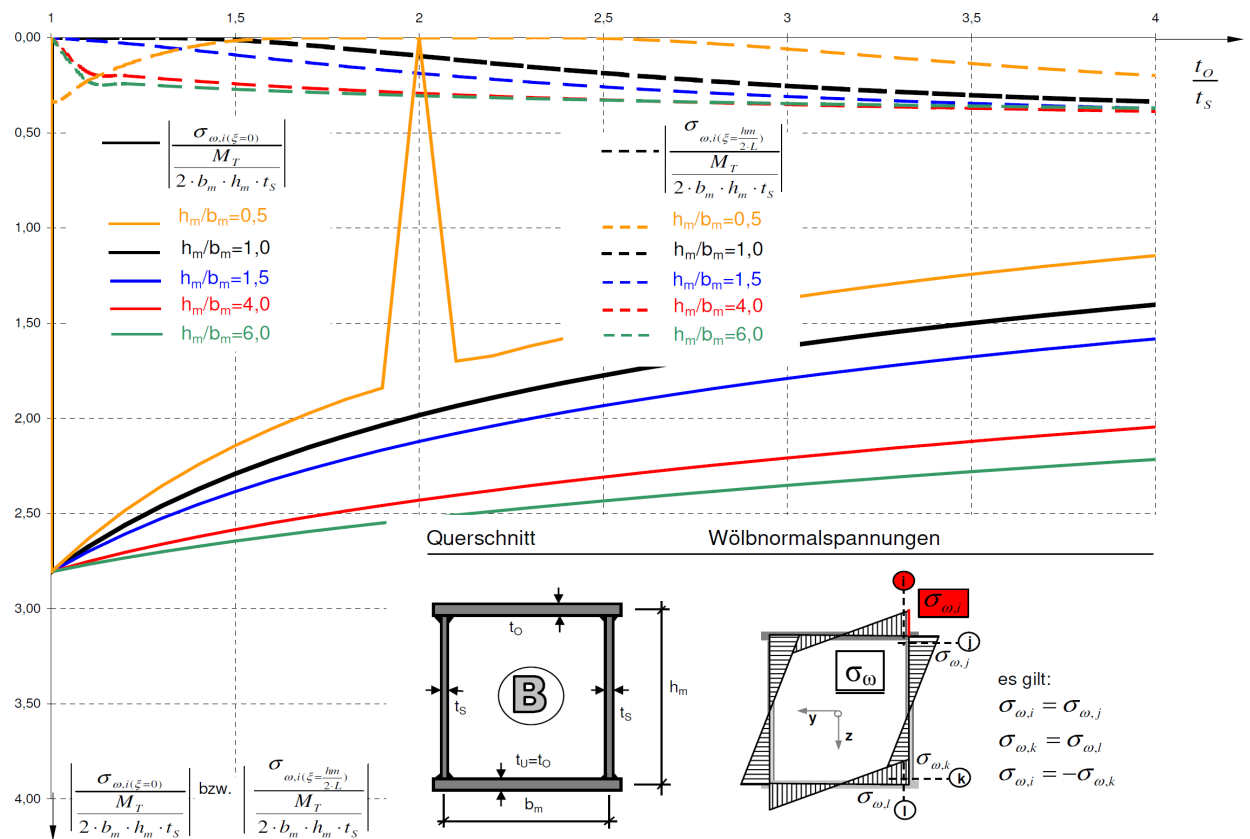 1 1,5 2 2,5 3 3,5 4
t_O / t_S
0,00
0,50
1,00
1,50
2,00
2,50
3,00
3,50
4,00
|σ_ω,i(ξ=0) / (M_T / (2·b_m·h_m·t_S))|
h_m/b_m=0,5
h_m/b_m=1,0
h_m/b_m=1,5
h_m/b_m=4,0
h_m/b_m=6,0
|σ_ω,i(ξ=hm/(2·L)) / (M_T / (2·b_m·h_m·t_S))|
h_m/b_m=0,5
h_m/b_m=1,0
h_m/b_m=1,5
h_m/b_m=4,0
h_m/b_m=6,0
Querschnitt
Wölbnormalspannungen
t_O
B
t_S
t_S
h_m
t_U=t_O
b_m
i
σ_ω,i
j
σ_ω,j
σ_ω
y
z
σ_ω,k
k
σ_ω,l
l
es gilt:
σ_ω,i = σ_ω,j
σ_ω,k = σ_ω,l
σ_ω,i = −σ_ω,k
|σ_ω,i(ξ=0) / (M_T / (2·b_m·h_m·t_S))| bzw. |σ_ω,i(ξ=hm/(2·L)) / (M_T / (2·b_m·h_m·t_S))|